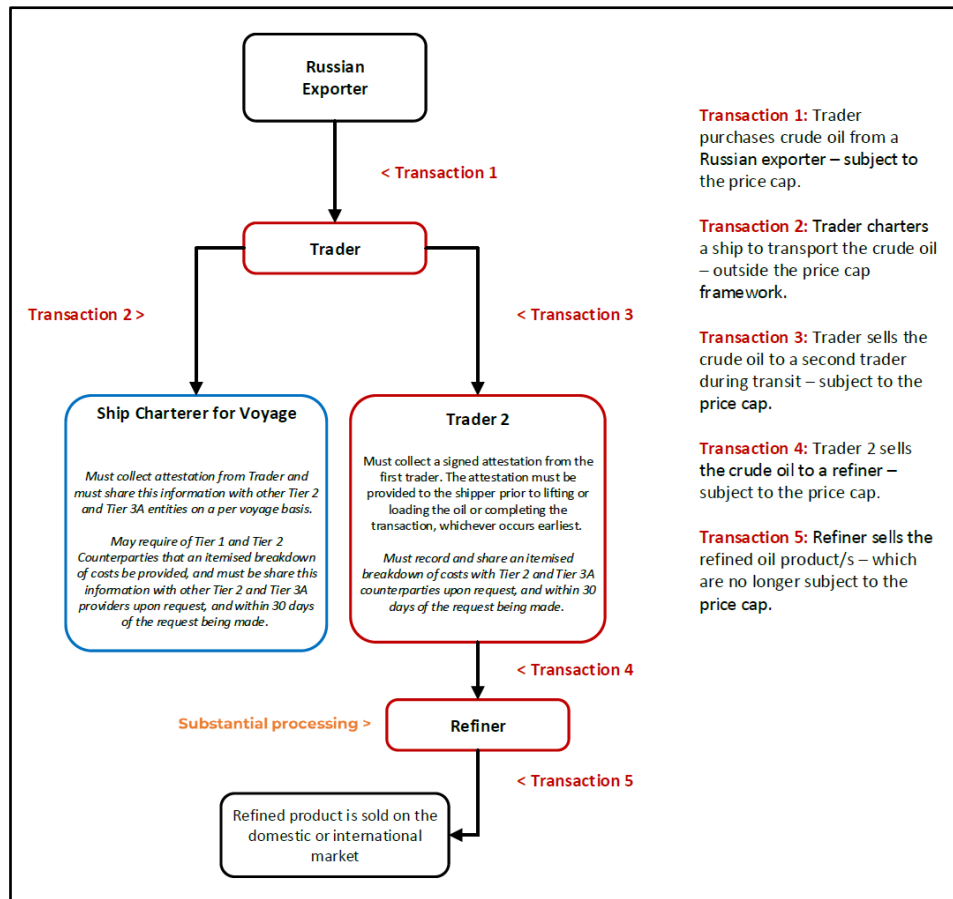 Russian
Exporter
< Transaction 1
Trader
Transaction 2 >
< Transaction 3
Ship Charterer for Voyage
Must collect attestation from Trader and
must share this information with other Tier 2
and Tier 3A entities on a per voyage basis.
May require of Tier 1 and Tier 2
Counterparties that an itemised breakdown
of costs be provided, and must be share this
information with other Tier 2 and Tier 3A
providers upon request, and within 30 days
of the request being made.
Trader 2
Must collect a signed attestation from the
first trader. The attestation must be
provided to the shipper prior to lifting or
loading the oil or completing the
transaction, whichever occurs earliest.
Must record and share an itemised
breakdown of costs with Tier 2 and Tier 3A
counterparties upon request, and within 30
days of the request being made.
< Transaction 4
Substantial processing >
Refiner
< Transaction 5
Refined product is sold on the
domestic or international
market
Transaction 1: Trader
purchases crude oil from a
Russian exporter – subject to
the price cap.
Transaction 2: Trader charters
a ship to transport the crude oil
– outside the price cap
framework.
Transaction 3: Trader sells the
crude oil to a second trader
during transit – subject to the
price cap.
Transaction 4: Trader 2 sells
the crude oil to a refiner –
subject to the price cap.
Transaction 5: Refiner sells the
refined oil product/s – which
are no longer subject to the
price cap.